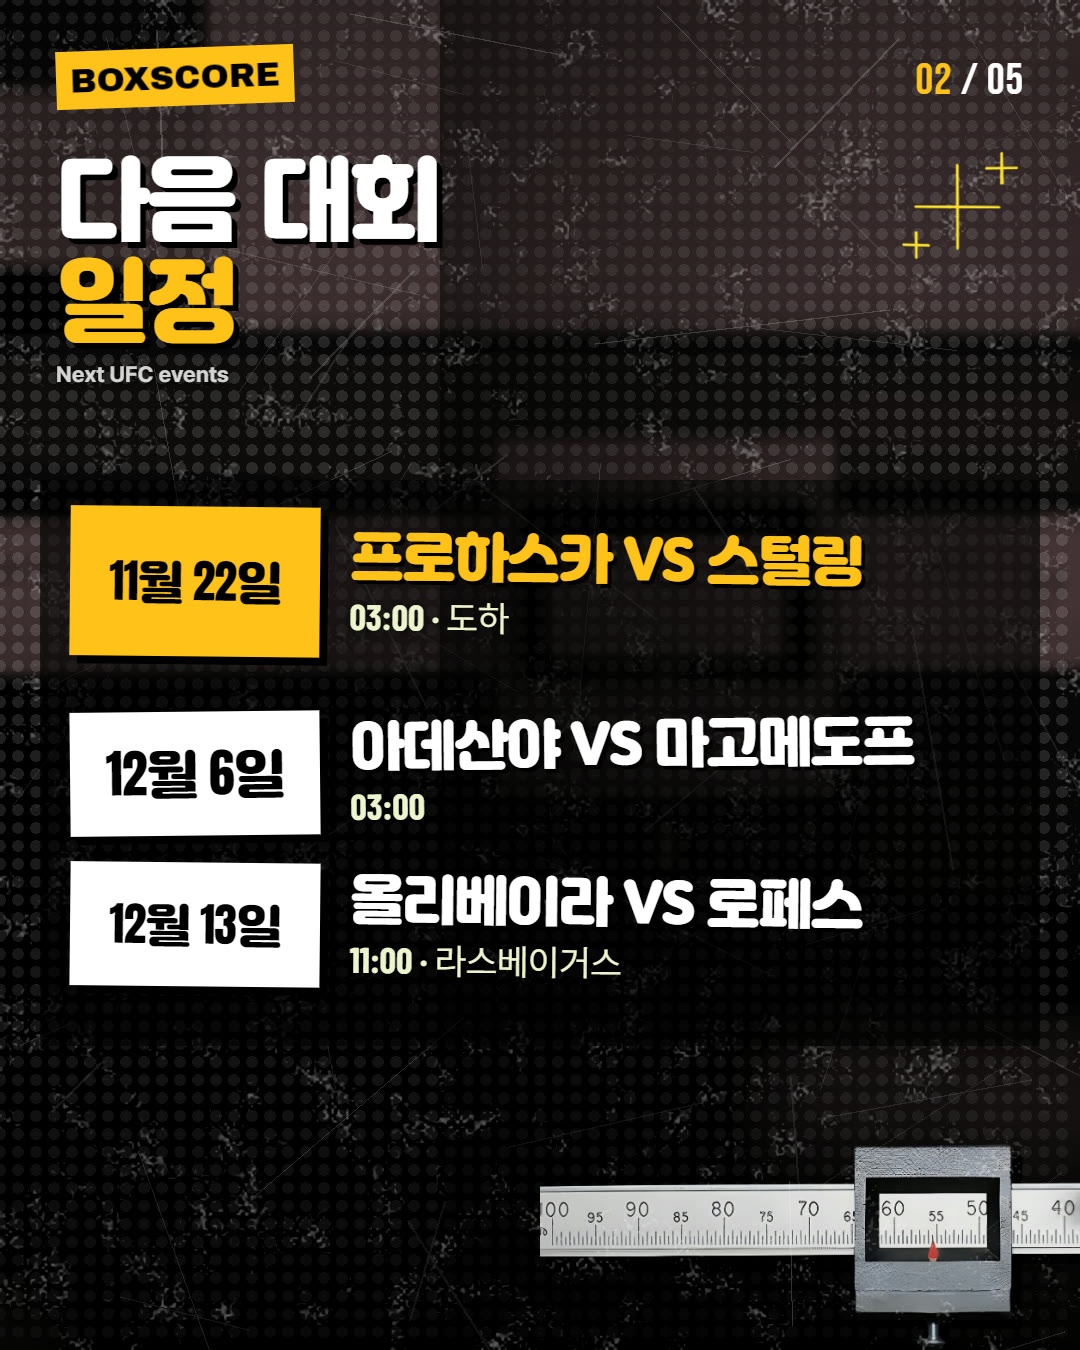 BOXSCORE
02 / 05
다음 대회
일정
Next UFC events
11월 22일
프로하스카 VS 스털링
03:00 · 도하
12월 6일
아데산야 VS 마고메도프
03:00
12월 13일
올리베이라 VS 로페스
11:00 · 라스베이거스
100 95 90 85 80 75 70 65 60 55 50 45 40